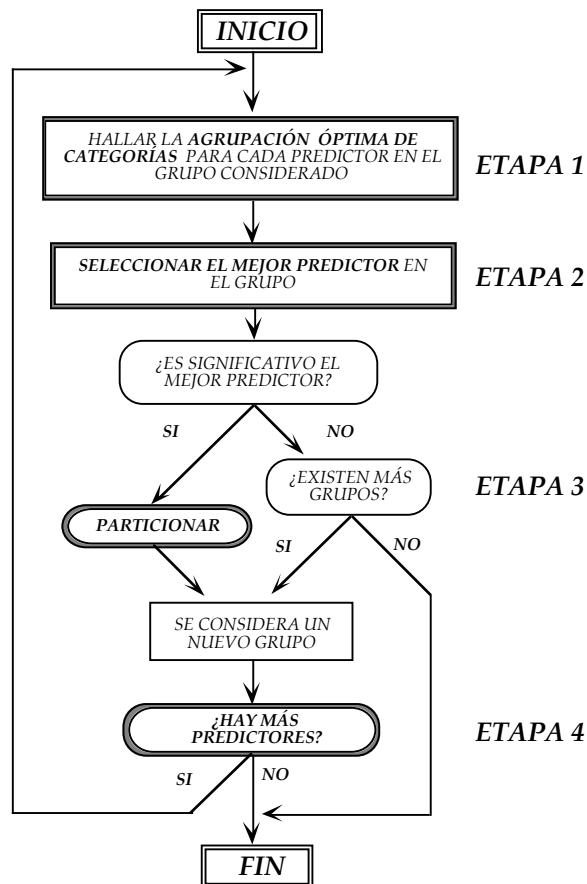 INICIO
HALLAR LA AGRUPACIÓN ÓPTIMA DE
CATEGORÍAS PARA CADA PREDICTOR EN EL
GRUPO CONSIDERADO
ETAPA 1
SELECCIONAR EL MEJOR PREDICTOR EN
EL GRUPO
ETAPA 2
¿ES SIGNIFICATIVO EL
MEJOR PREDICTOR?
SI
NO
¿EXISTEN MÁS
GRUPOS?
ETAPA 3
PARTICIONAR
SI
NO
SE CONSIDERA UN
NUEVO GRUPO
¿HAY MÁS
PREDICTORES?
ETAPA 4
SI
NO
FIN